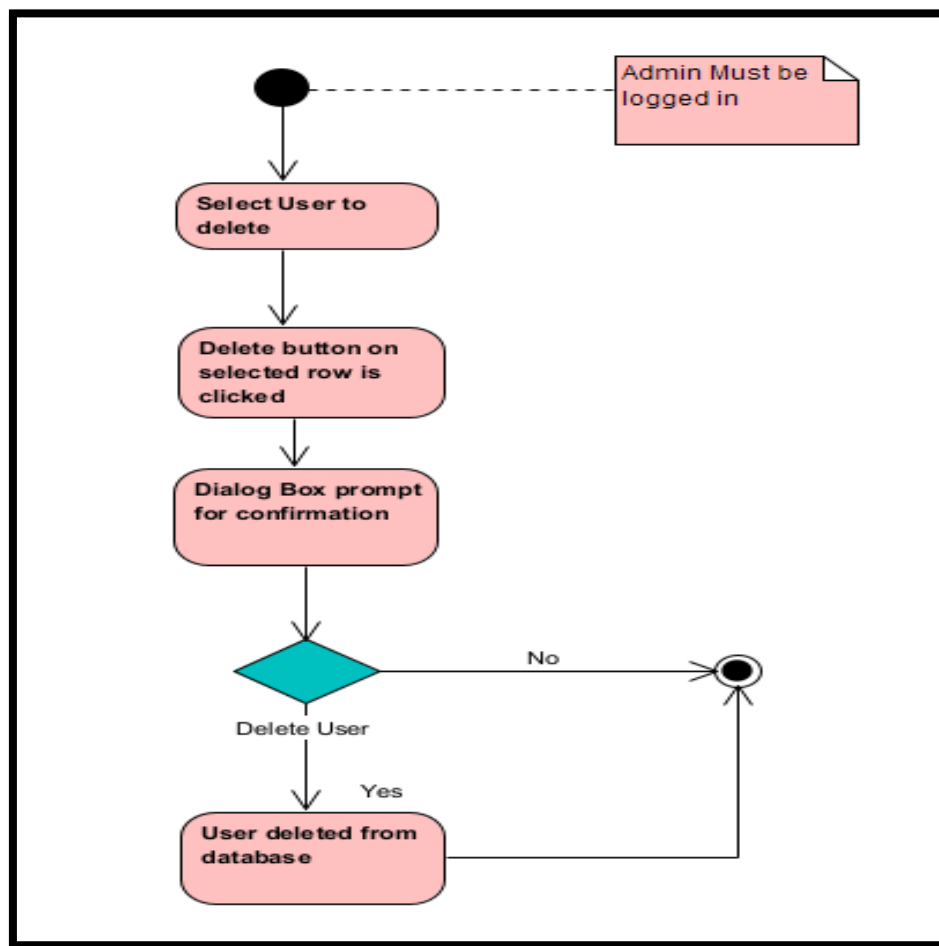 Admin Must be
logged in
Select User to
delete
Delete button on
selected row is
clicked
Dialog Box prompt
for confirmation
No
Delete User
Yes
User deleted from
database